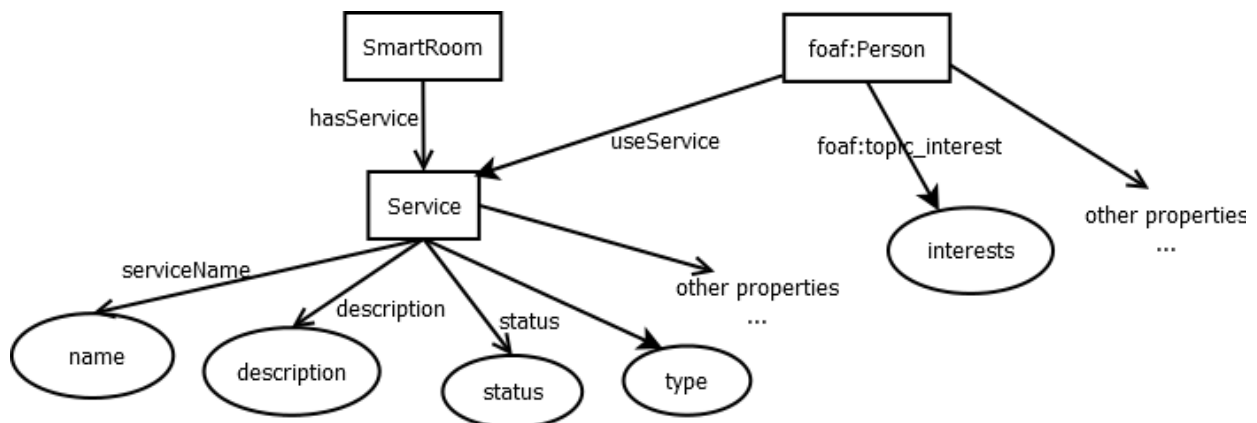 SmartRoom
foaf:Person
hasService
useService
foaf:topic_interest
Service
other properties
...
interests
serviceName
description
status
other properties
...
name
description
status
type